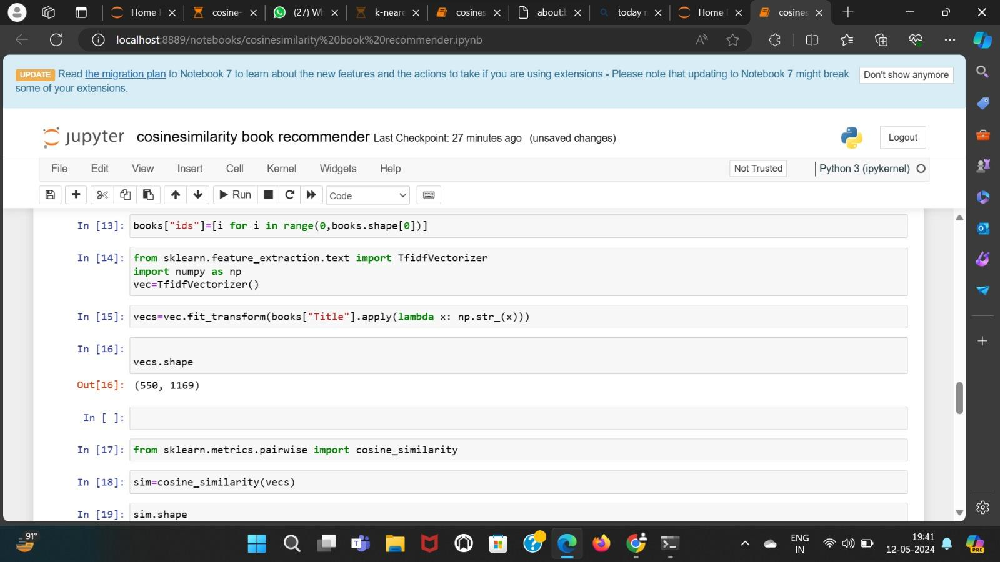 Home
cosine-
(27) Wh
k-neare
cosines
about:b
today n
Home
cosines
localhost:8889/notebooks/cosinesimilarity%20book%20recommender.ipynb
UPDATE Read the migration plan to Notebook 7 to learn about the new features and the actions to take if you are using extensions - Please note that updating to Notebook 7 might break
some of your extensions.
Don't show anymore
jupyter cosinesimilarity book recommender Last Checkpoint: 27 minutes ago (unsaved changes)
Logout
File Edit View Insert Cell Kernel Widgets Help
Not Trusted
Python 3 (ipykernel)
Run
Code
In [13]: books["ids"]=[i for i in range(0,books.shape[0])]
In [14]: from sklearn.feature_extraction.text import TfidfVectorizer
import numpy as np
vec=TfidfVectorizer()
In [15]: vecs=vec.fit_transform(books["Title"].apply(lambda x: np.str_(x)))
In [16]:
vecs.shape
Out[16]: (550, 1169)
In [ ]:
In [17]: from sklearn.metrics.pairwise import cosine_similarity
In [18]: sim=cosine_similarity(vecs)
In [19]: sim.shape
91°
ENG
IN
19:41
12-05-2024
PRE